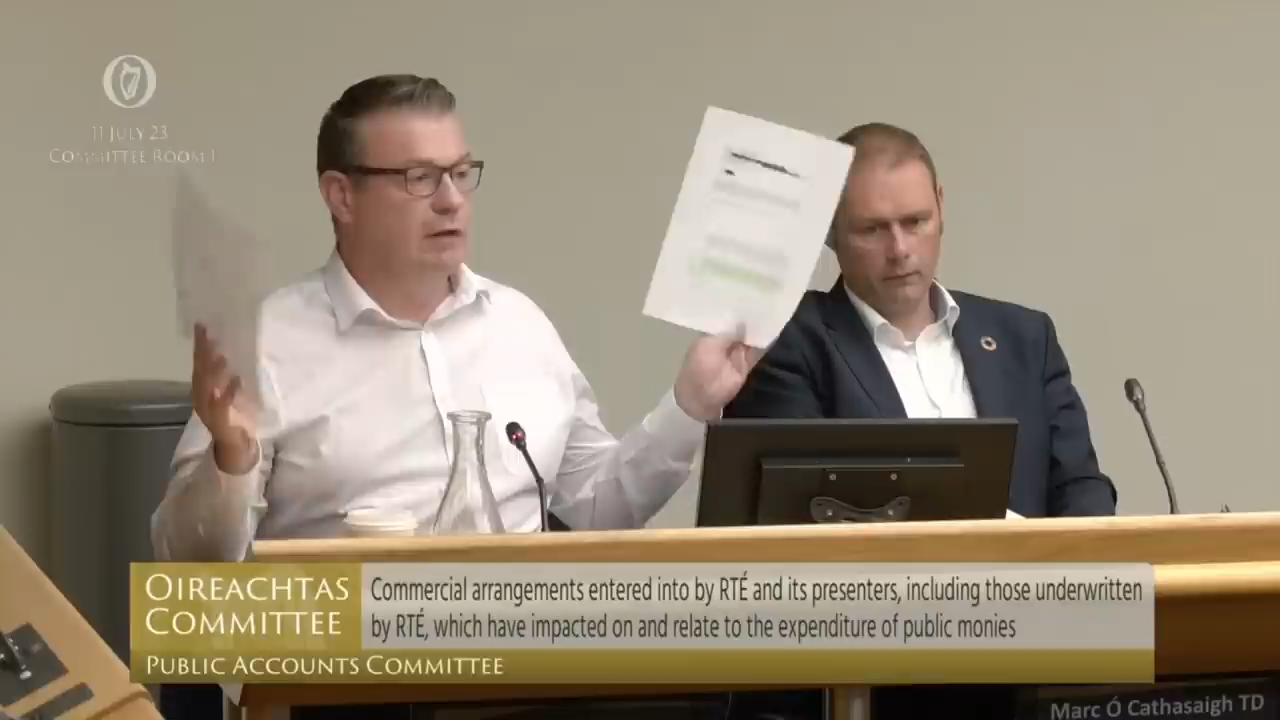 11 July 23
Committee Room 1
Oireachtas
Committee
Commercial arrangements entered into by RTÉ and its presenters, including those underwritten
by RTÉ, which have impacted on and relate to the expenditure of public monies
Public Accounts Committee
Marc Ó Cathasaigh TD